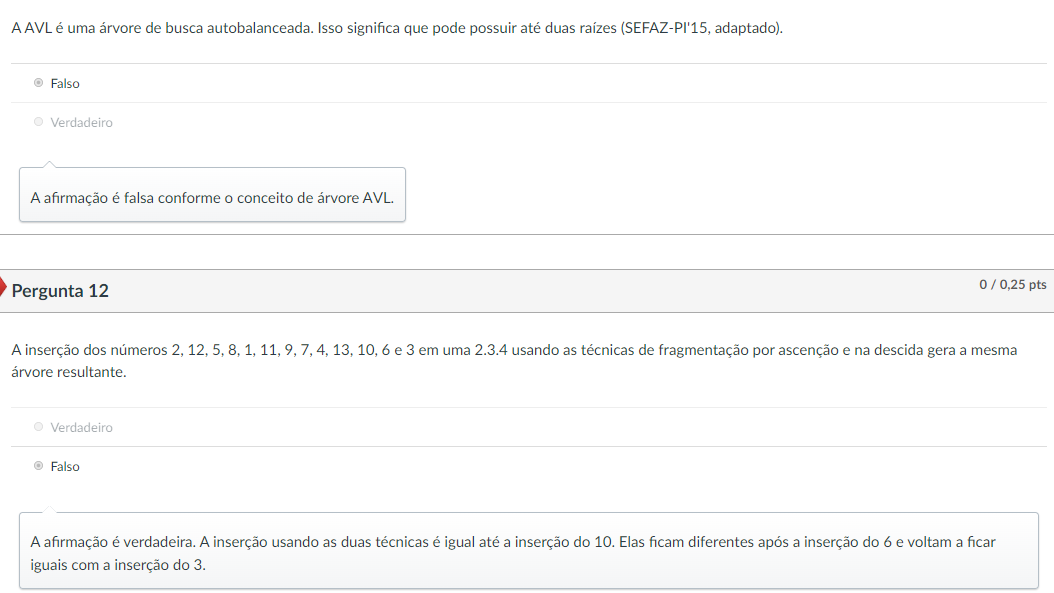 A AVL é uma árvore de busca autobalanceada. Isso significa que pode possuir até duas raízes (SEFAZ-PI'15, adaptado).
Falso
Verdadeiro
A afirmação é falsa conforme o conceito de árvore AVL.
Pergunta 12
0 / 0,25 pts
A inserção dos números 2, 12, 5, 8, 1, 11, 9, 7, 4, 13, 10, 6 e 3 em uma 2.3.4 usando as técnicas de fragmentação por ascenção e na descida gera a mesma
árvore resultante.
Verdadeiro
Falso
A afirmação é verdadeira. A inserção usando as duas técnicas é igual até a inserção do 10. Elas ficam diferentes após a inserção do 6 e voltam a ficar
iguais com a inserção do 3.